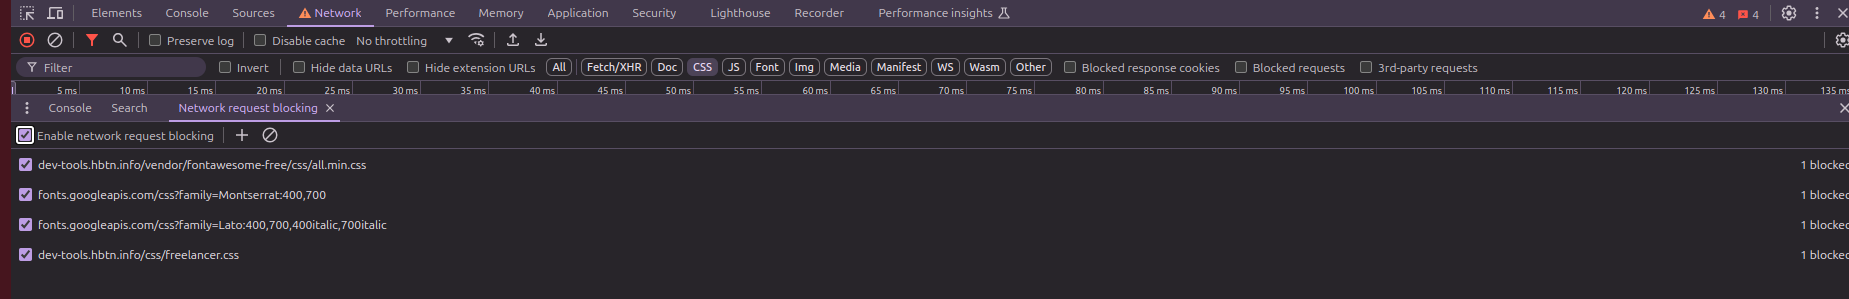 Elements Console Sources Network Performance Memory Application Security Lighthouse Recorder Performance insights 4 4
Preserve log Disable cache No throttling
Filter Invert Hide data URLs Hide extension URLs All Fetch/XHR Doc CSS JS Font Img Media Manifest WS Wasm Other Blocked response cookies Blocked requests 3rd-party requests
5 ms 10 ms 15 ms 20 ms 25 ms 30 ms 35 ms 40 ms 45 ms 50 ms 55 ms 60 ms 65 ms 70 ms 75 ms 80 ms 85 ms 90 ms 95 ms 100 ms 105 ms 110 ms 115 ms 120 ms 125 ms 130 ms 135 ms
Console Search Network request blocking
Enable network request blocking
dev-tools.hbtn.info/vendor/fontawesome-free/css/all.min.css 1 blocked
fonts.googleapis.com/css?family=Montserrat:400,700 1 blocked
fonts.googleapis.com/css?family=Lato:400,700,400italic,700italic 1 blocked
dev-tools.hbtn.info/css/freelancer.css 1 blocked